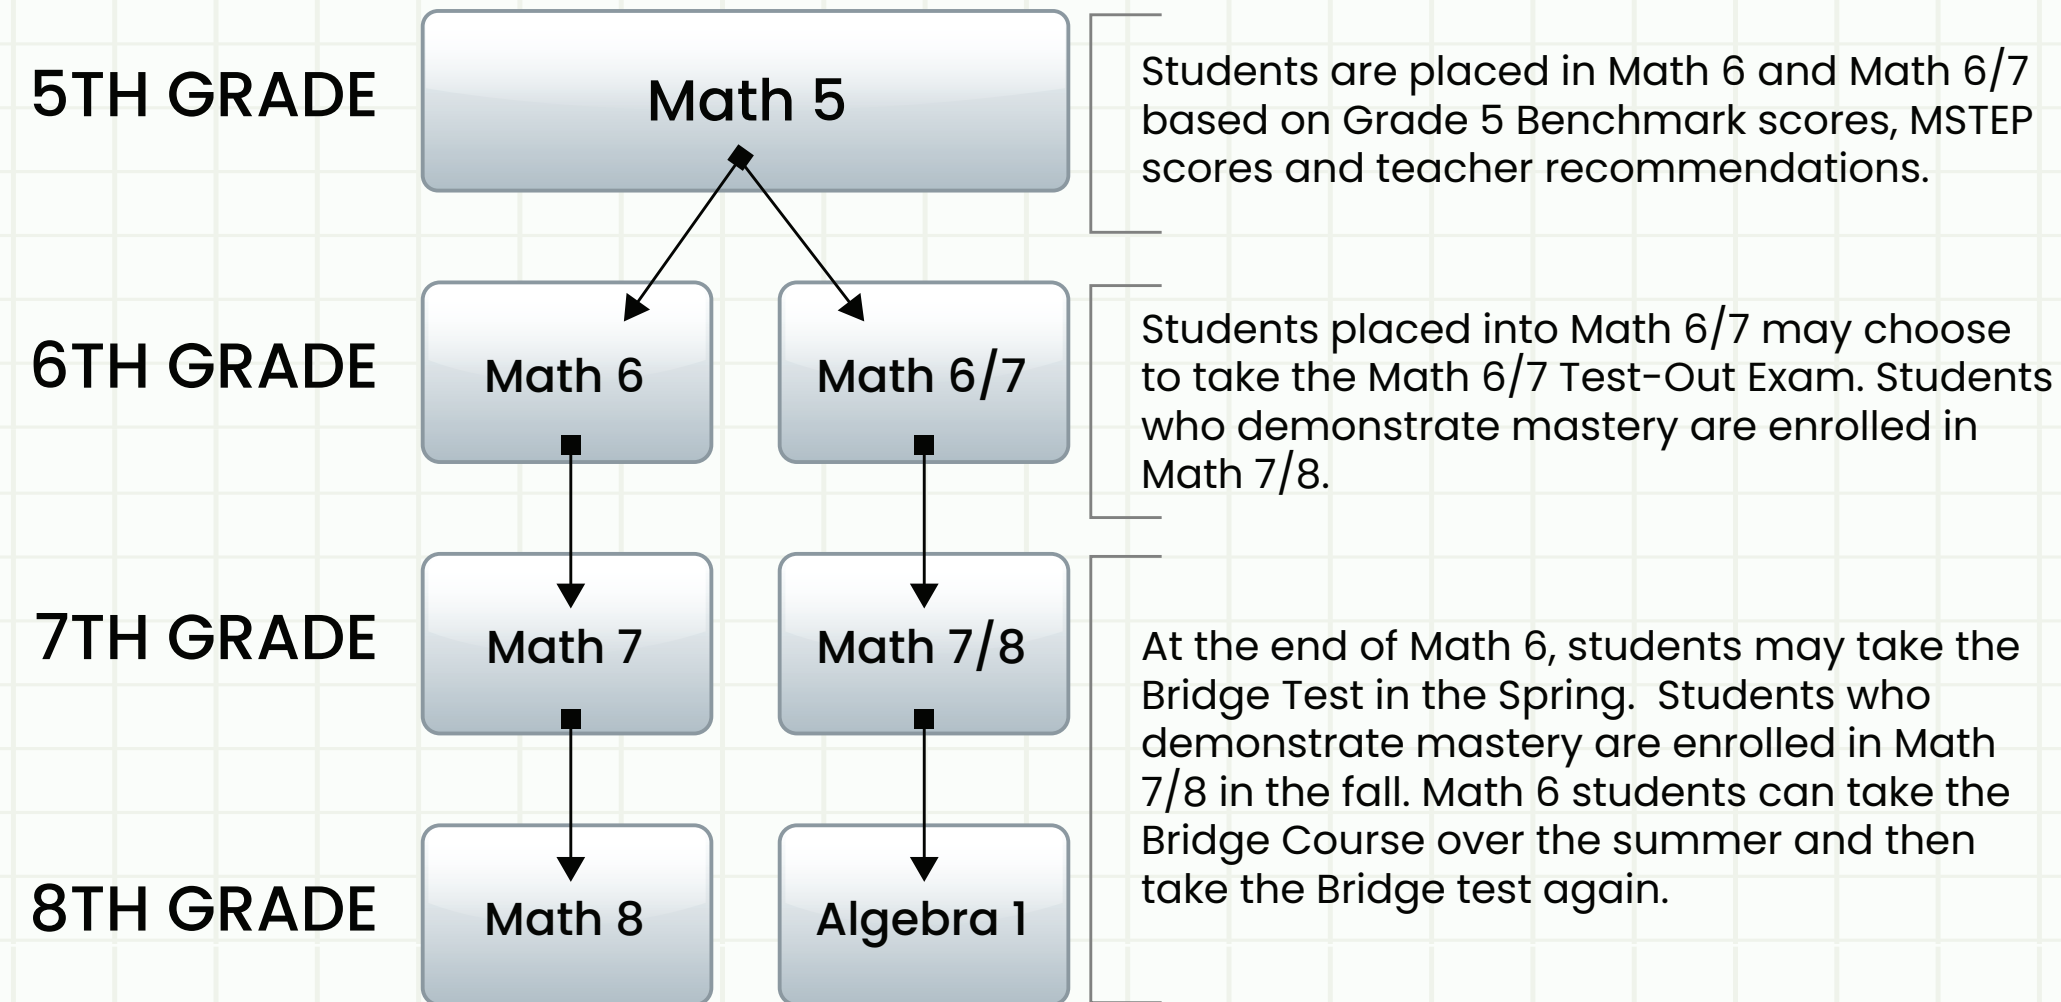 5TH GRADE
Math 5
Students are placed in Math 6 and Math 6/7
based on Grade 5 Benchmark scores, MSTEP
scores and teacher recommendations.
6TH GRADE
Math 6
Math 6/7
Students placed into Math 6/7 may choose
to take the Math 6/7 Test-Out Exam. Students
who demonstrate mastery are enrolled in
Math 7/8.
7TH GRADE
Math 7
Math 7/8
At the end of Math 6, students may take the
Bridge Test in the Spring.  Students who
demonstrate mastery are enrolled in Math
7/8 in the fall. Math 6 students can take the
Bridge Course over the summer and then
take the Bridge test again.
8TH GRADE
Math 8
Algebra 1